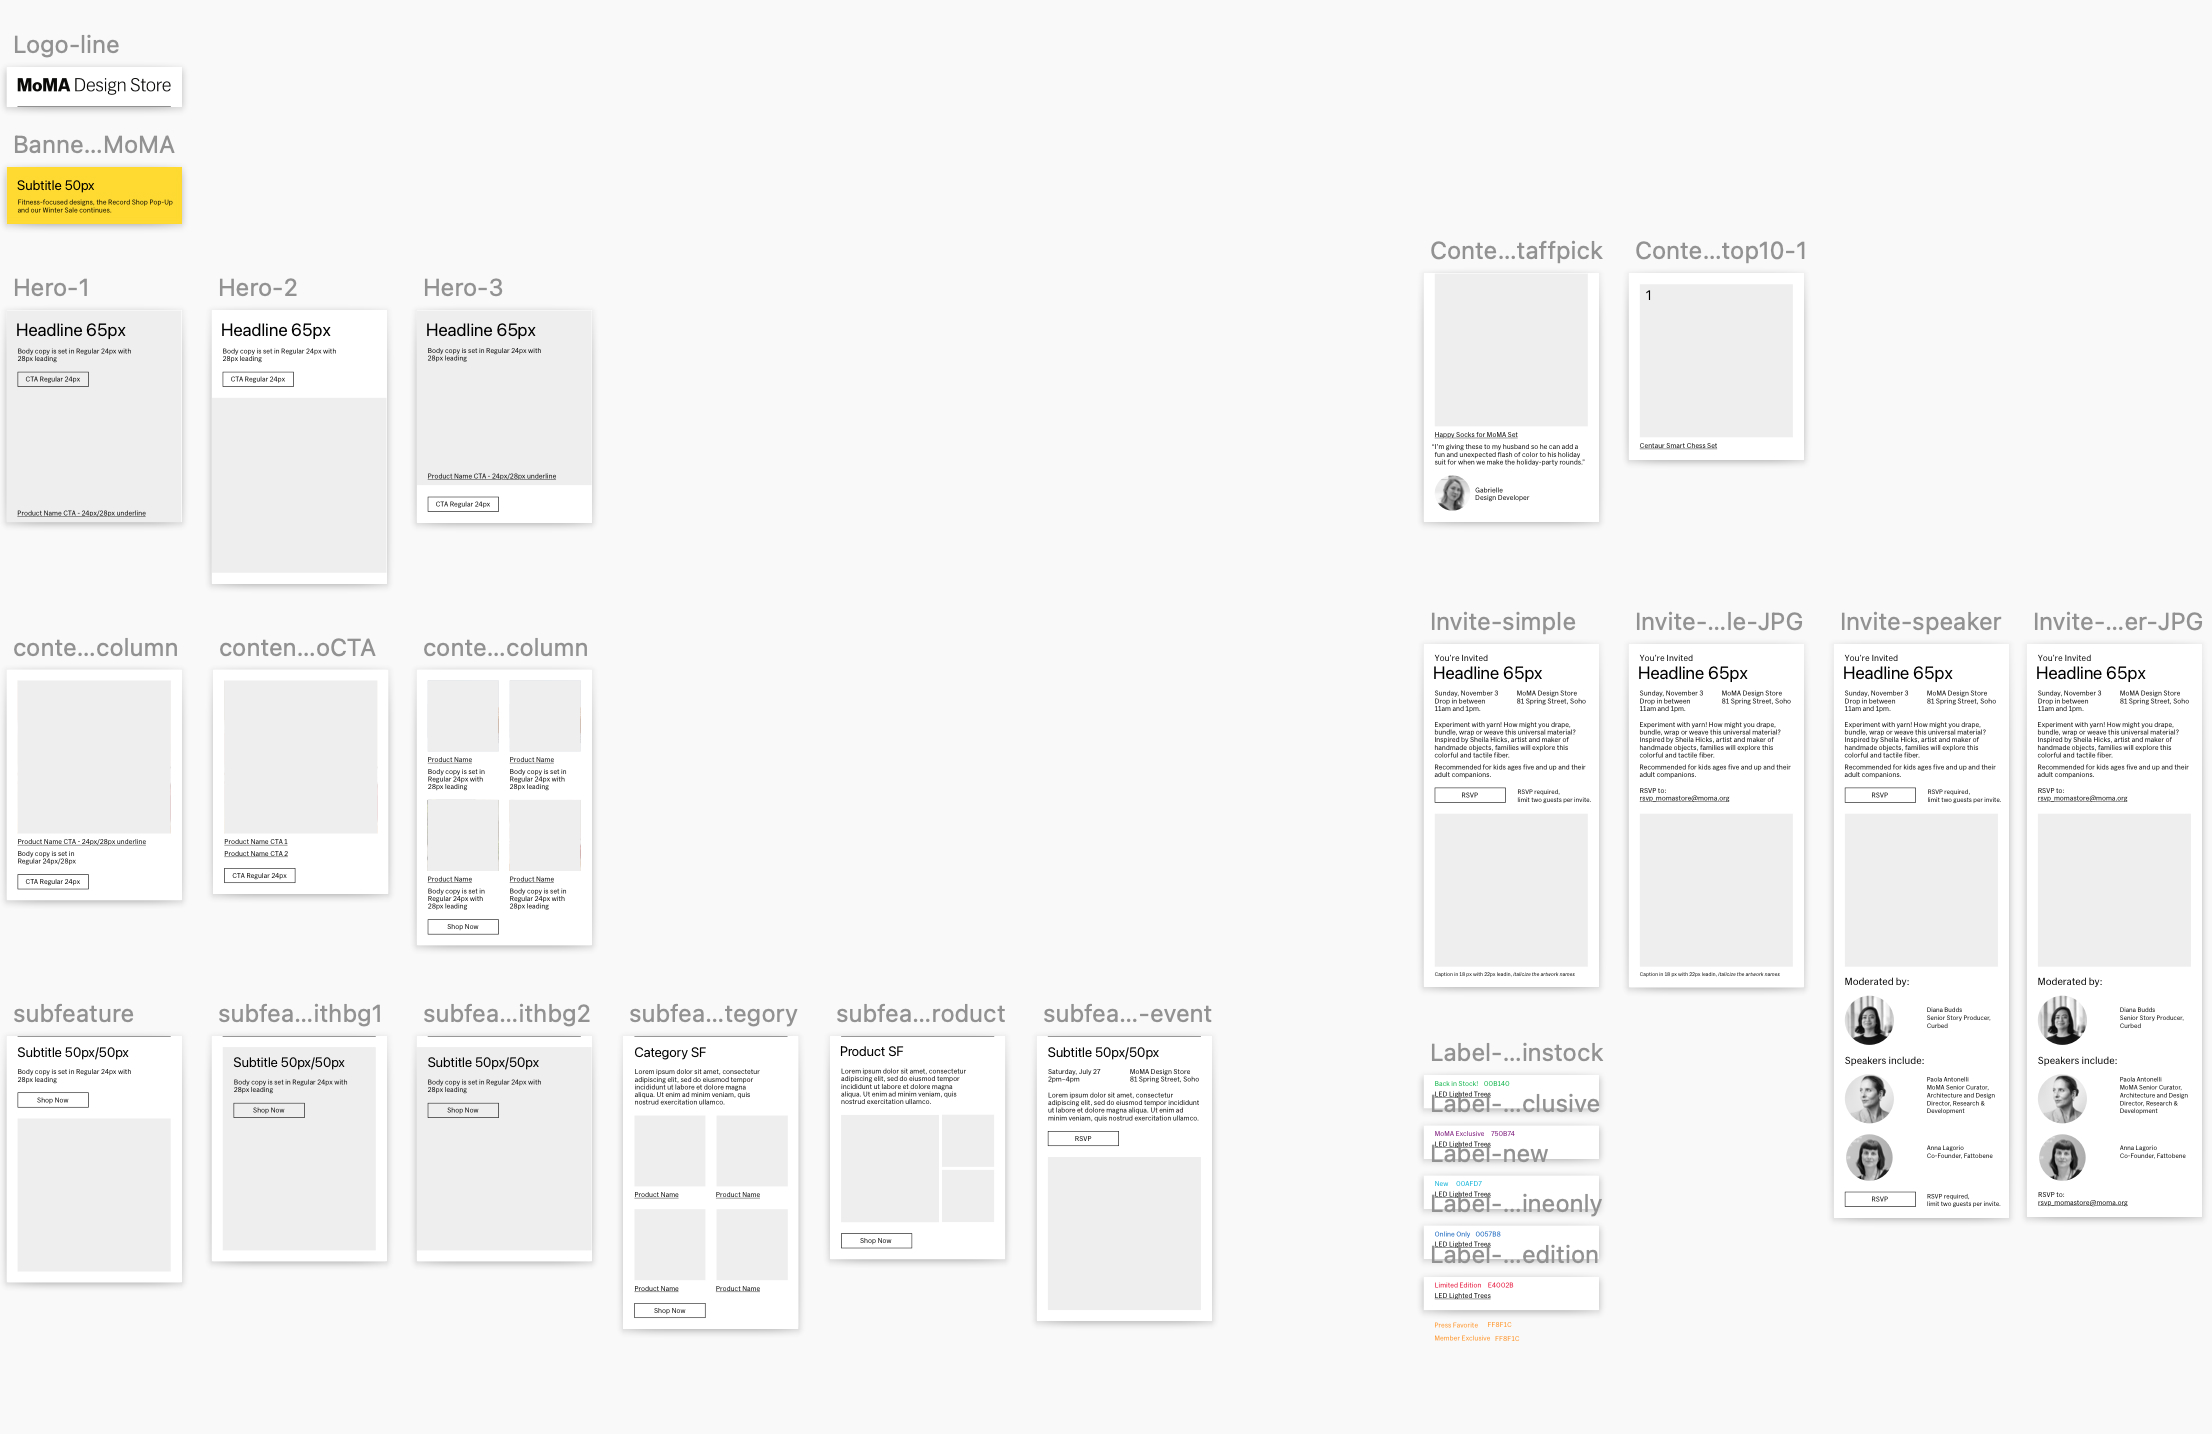 Logo-line
MoMA Design Store
Banne...MoMA
Subtitle 50px
Fitness-focused designs, the Record Shop Pop-Up
and our Winter Sale continues.
Hero-1
Headline 65px
Body copy is set in Regular 24px with
28px leading
CTA Regular 24px
Product Name CTA - 24px/28px underline
Hero-2
Headline 65px
Body copy is set in Regular 24px with
28px leading
CTA Regular 24px
Hero-3
Headline 65px
Body copy is set in Regular 24px with
28px leading
Product Name CTA - 24px/28px underline
CTA Regular 24px
conte...column
Product Name CTA - 24px/28px underline
Body copy is set in
Regular 24px/28px
CTA Regular 24px
conten...oCTA
Product Name CTA 1
Product Name CTA 2
CTA Regular 24px
conte...column
Product Name
Body copy is set in
Regular 24px with
28px leading
Product Name
Body copy is set in
Regular 24px with
28px leading
Product Name
Body copy is set in
Regular 24px with
28px leading
Product Name
Body copy is set in
Regular 24px with
28px leading
Shop Now
subfeature
Subtitle 50px/50px
Body copy is set in Regular 24px with
28px leading
Shop Now
subfea...ithbg1
Subtitle 50px/50px
Body copy is set in Regular 24px with
28px leading
Shop Now
subfea...ithbg2
Subtitle 50px/50px
Body copy is set in Regular 24px with
28px leading
Shop Now
subfea...tegory
Category SF
Lorem ipsum dolor sit amet, consectetur
adipiscing elit, sed do eiusmod tempor
incididunt ut labore et dolore magna
aliqua. Ut enim ad minim veniam, quis
nostrud exercitation ullamco.
Product Name
Product Name
Product Name
Product Name
Shop Now
subfea...roduct
Product SF
Lorem ipsum dolor sit amet, consectetur
adipiscing elit, sed do eiusmod tempor
incididunt ut labore et dolore magna
aliqua. Ut enim ad minim veniam, quis
nostrud exercitation ullamco.
Shop Now
subfea...-event
Subtitle 50px/50px
Saturday, July 27
2pm–4pm
MoMA Design Store
81 Spring Street, Soho
Lorem ipsum dolor sit amet, consectetur
adipiscing elit, sed do eiusmod tempor incididunt
ut labore et dolore magna aliqua. Ut enim ad
minim veniam, quis nostrud exercitation ullamco.
RSVP
Conte...taffpick
Happy Socks for MoMA Set
“I'm giving these to my husband so he can add a
fun and unexpected flash of color to his holiday
suit for when we make the holiday-party rounds.”
Gabrielle
Design Developer
Conte...top10-1
1
Centaur Smart Chess Set
Invite-simple
You're Invited
Headline 65px
Sunday, November 3
Drop in between
11am and 1pm.
MoMA Design Store
81 Spring Street, Soho
Experiment with yarn! How might you drape,
bundle, wrap or weave this universal material?
Inspired by Sheila Hicks, artist and maker of
handmade objects, families will explore this
colorful and tactile fiber.
Recommended for kids ages five and up and their
adult companions.
RSVP
RSVP required,
limit two guests per invite.
Caption in 18 px with 22px leadin, italicize the artwork names
Invite-...le-JPG
You're Invited
Headline 65px
Sunday, November 3
Drop in between
11am and 1pm.
MoMA Design Store
81 Spring Street, Soho
Experiment with yarn! How might you drape,
bundle, wrap or weave this universal material?
Inspired by Sheila Hicks, artist and maker of
handmade objects, families will explore this
colorful and tactile fiber.
Recommended for kids ages five and up and their
adult companions.
RSVP to:
rsvp_momastore@moma.org
Caption in 18 px with 22px leadin, italicize the artwork names
Invite-speaker
You're Invited
Headline 65px
Sunday, November 3
Drop in between
11am and 1pm.
MoMA Design Store
81 Spring Street, Soho
Experiment with yarn! How might you drape,
bundle, wrap or weave this universal material?
Inspired by Sheila Hicks, artist and maker of
handmade objects, families will explore this
colorful and tactile fiber.
Recommended for kids ages five and up and their
adult companions.
RSVP
RSVP required,
limit two guests per invite.
Moderated by:
Diana Budds
Senior Story Producer,
Curbed
Speakers include:
Paola Antonelli
MoMA Senior Curator,
Architecture and Design
Director, Research &
Development
Anna Lagorio
Co-Founder, Fattobene
RSVP
RSVP required,
limit two guests per invite.
Invite-...er-JPG
You're Invited
Headline 65px
Sunday, November 3
Drop in between
11am and 1pm.
MoMA Design Store
81 Spring Street, Soho
Experiment with yarn! How might you drape,
bundle, wrap or weave this universal material?
Inspired by Sheila Hicks, artist and maker of
handmade objects, families will explore this
colorful and tactile fiber.
Recommended for kids ages five and up and their
adult companions.
RSVP to:
rsvp_momastore@moma.org
Moderated by:
Diana Budds
Senior Story Producer,
Curbed
Speakers include:
Paola Antonelli
MoMA Senior Curator,
Architecture and Design
Director, Research &
Development
Anna Lagorio
Co-Founder, Fattobene
RSVP to:
rsvp_momastore@moma.org
Label-...instock
Back in Stock! 00B140
LED Lighted Trees
Label-...clusive
MoMA Exclusive 750B74
LED Lighted Trees
Label-new
New 00AFD7
LED Lighted Trees
Label-...ineonly
Online Only 0057B8
LED Lighted Trees
Label-...edition
Limited Edition E4002B
LED Lighted Trees
Press Favorite FF8F1C
Member Exclusive FF8F1C